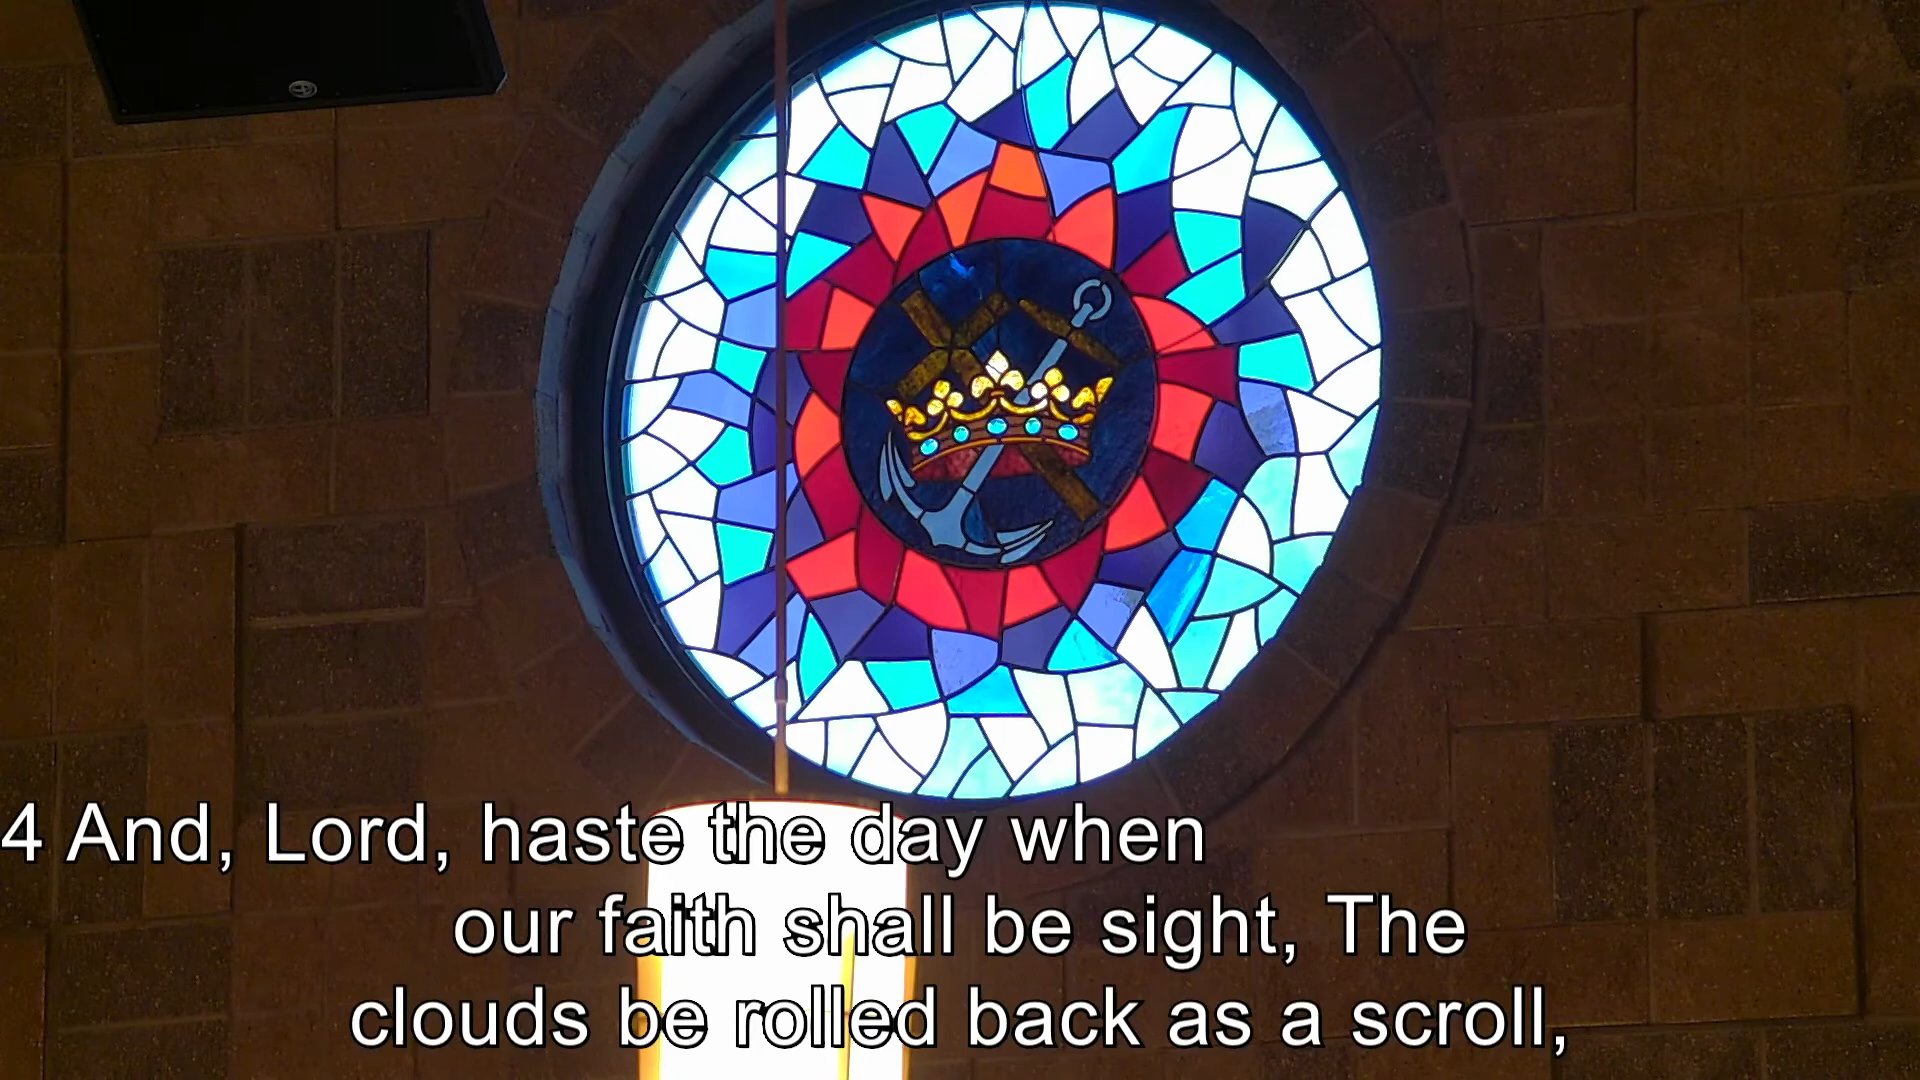 4 And, Lord, haste the day when
our faith shall be sight, The
clouds be rolled back as a scroll,